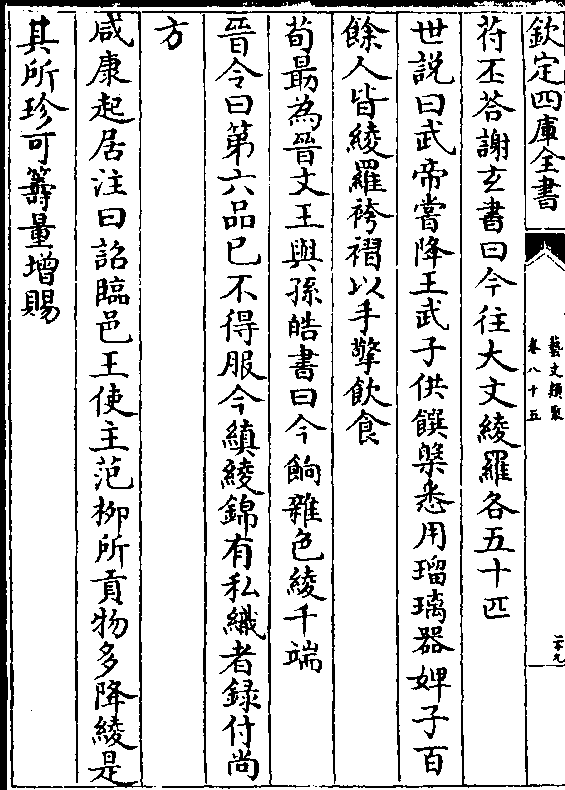 欽定四庫全書
藝文類聚
卷八十五
二十九
苻丕荅謝玄書曰今往大文綾羅各五十匹
世說曰武帝嘗降王武子供饌槃悉用瑠璃器婢子百
餘人皆綾羅袴褶以手擎飲食
荀朂為晉文王與孫皓書曰今餉雜色綾千端
晉令曰第六品已不得服今縝綾錦有私織者録付尚
方
咸康起居注曰詔臨邑王使主范柳所貢物多降綾是
其所珍可籌量增賜